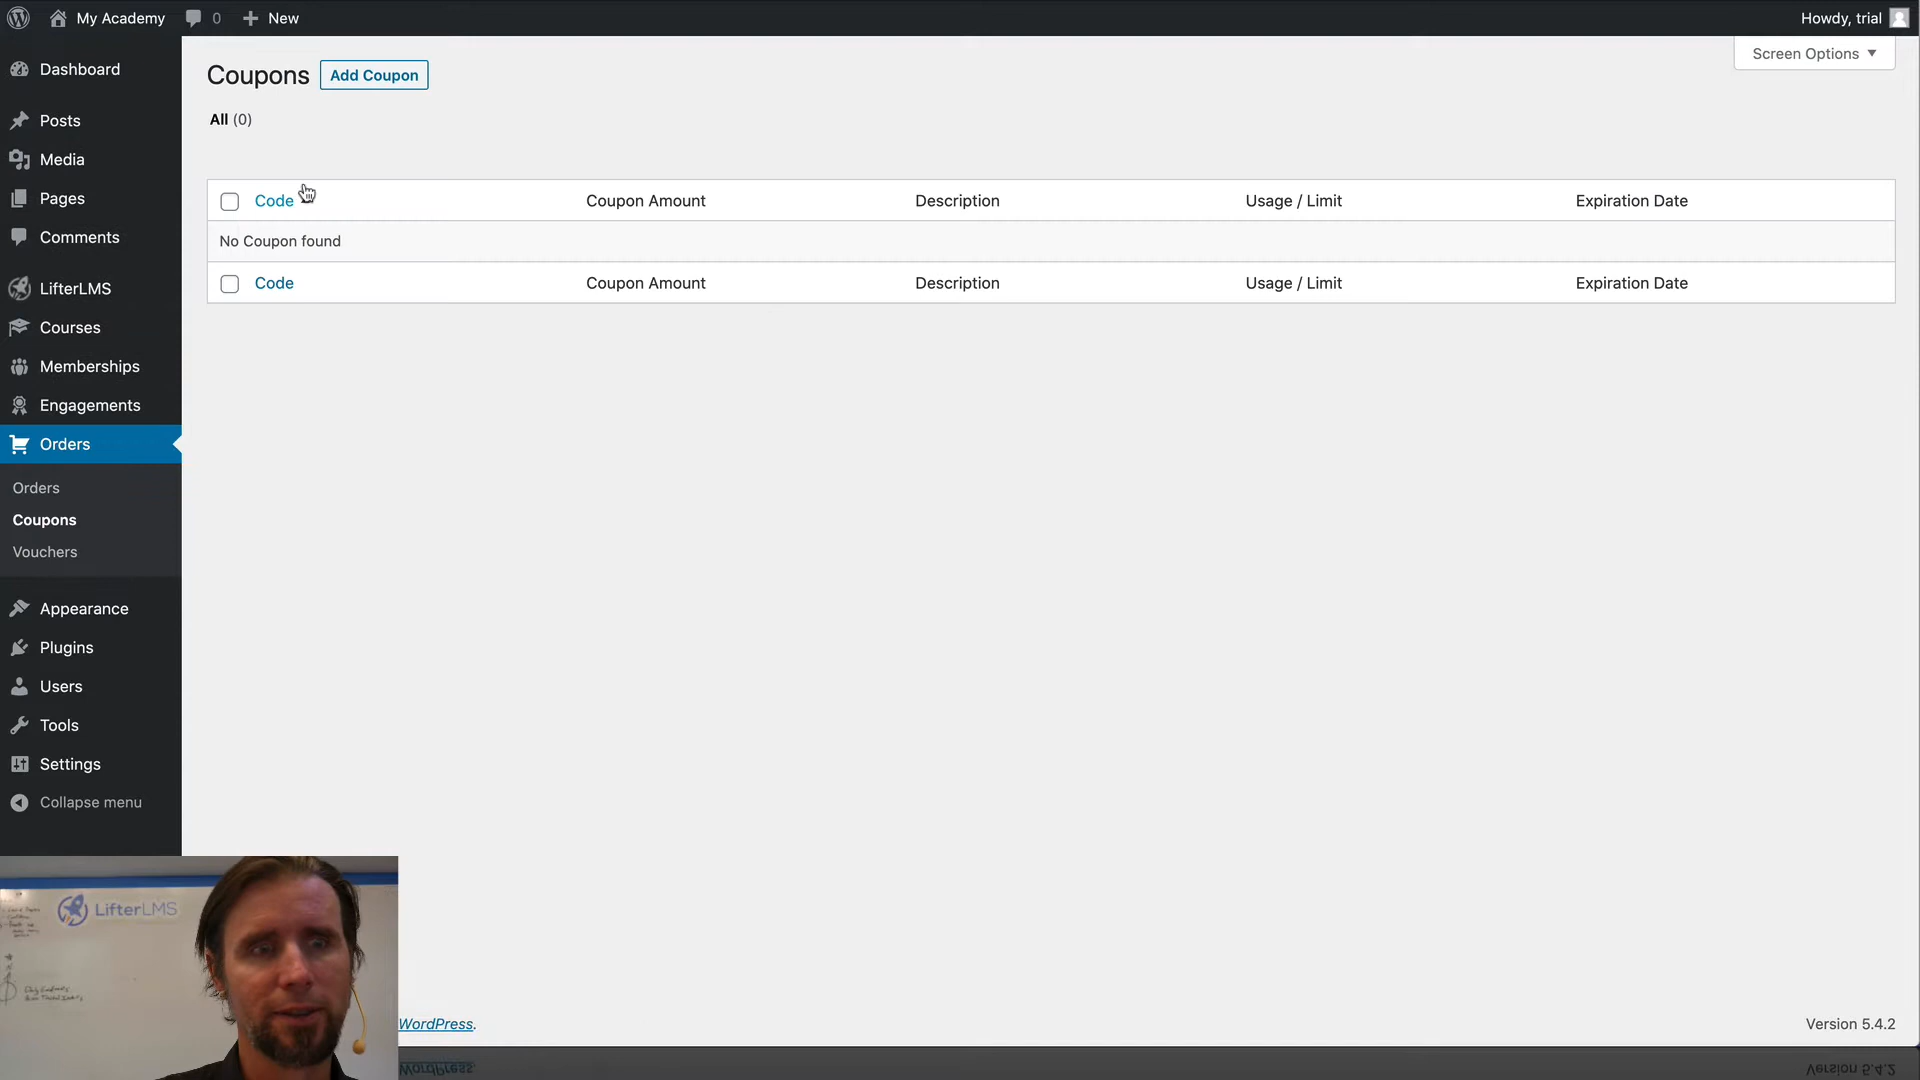 My Academy
0
New
Howdy, trial
Screen Options
Dashboard
Posts
Media
Pages
Comments
LifterLMS
Courses
Memberships
Engagements
Orders
Orders
Coupons
Vouchers
Appearance
Plugins
Users
Tools
Settings
Collapse menu
Coupons
Add Coupon
All (0)
Code Coupon Amount Description Usage / Limit Expiration Date
No Coupon found
Code Coupon Amount Description Usage / Limit Expiration Date
LifterLMS
WordPress.
Version 5.4.2